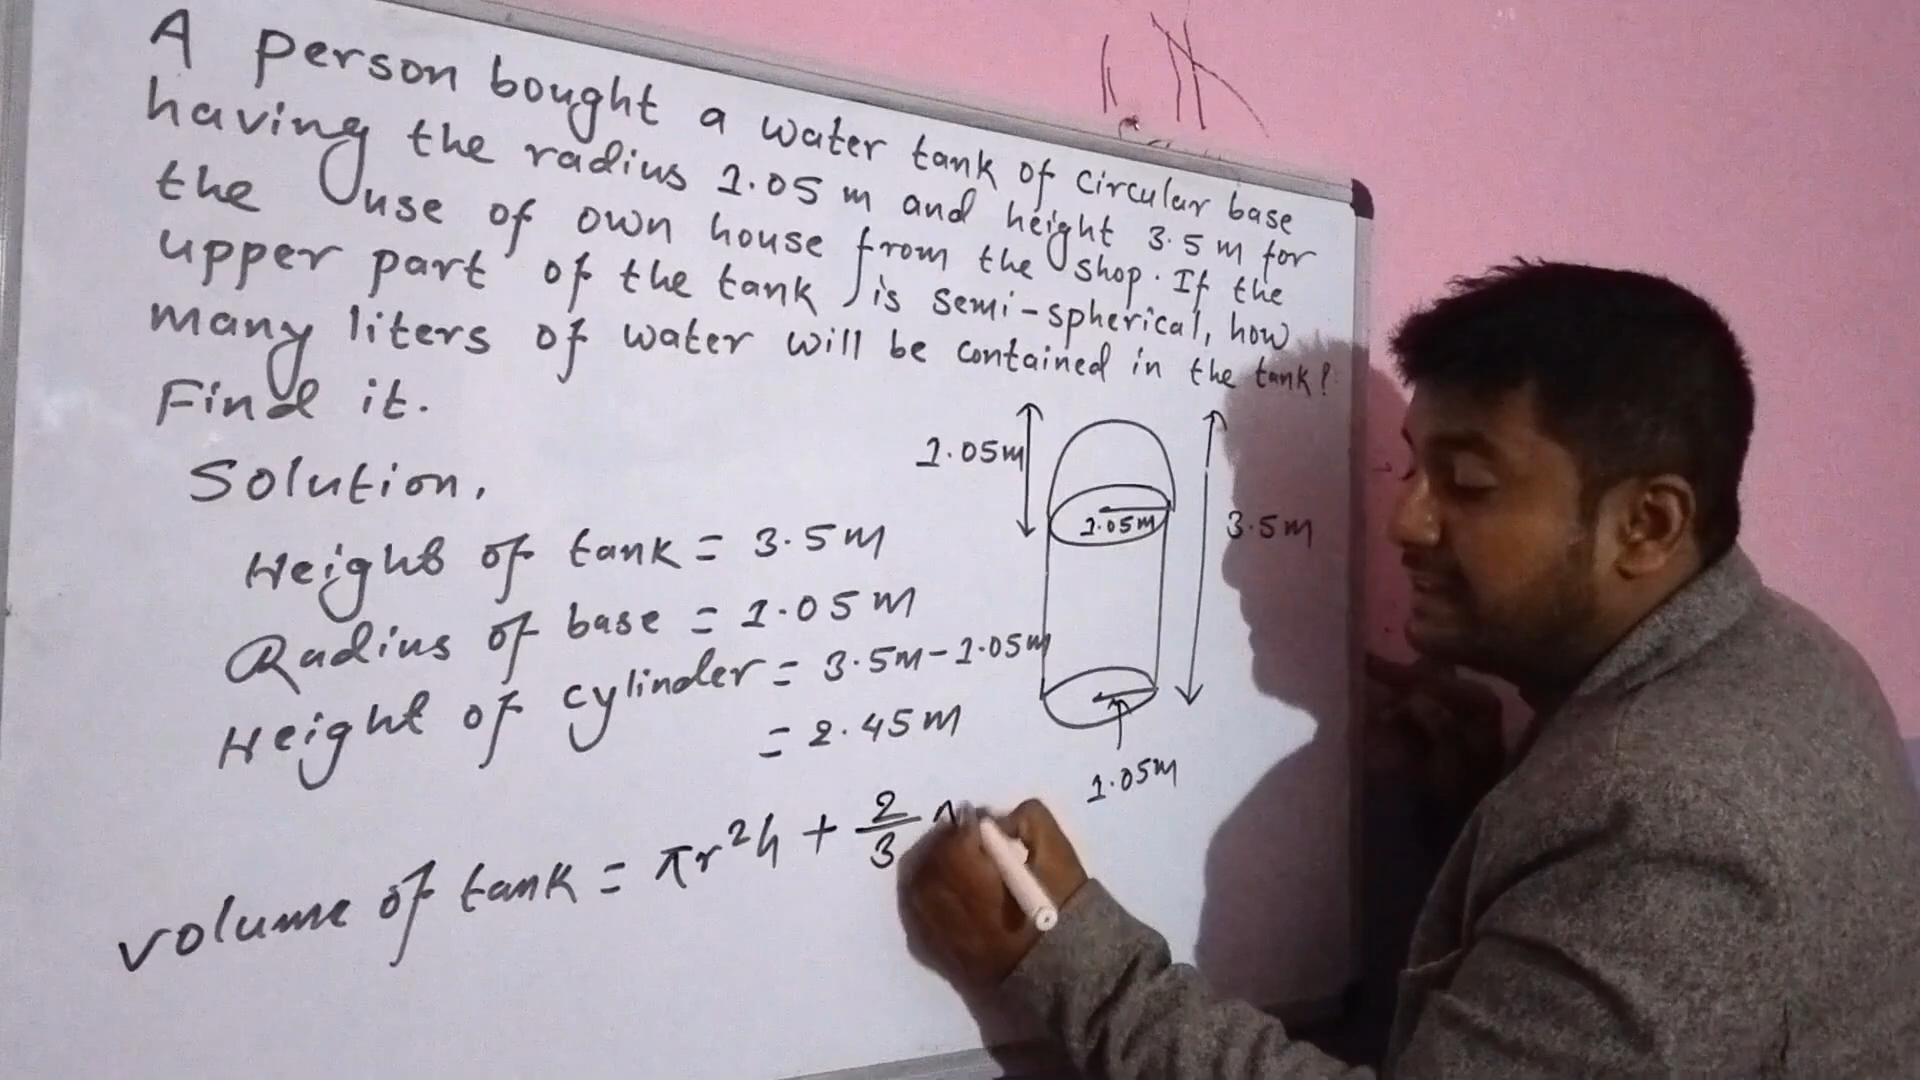 A person bought a water tank of circular base
having the radius 1.05 m and height 3.5 m for
the use of own house from the shop. If the
upper part of the tank is semi-spherical, how
many liters of water will be contained in the tank?
Find it.
Solution,
Height of tank = 3.5m
Radius of base = 1.05m
Height of cylinder = 3.5m - 1.05m
= 2.45m
volume of tank = πr²h + 2/3
1.05m
1.05m
3.5m
1.05m